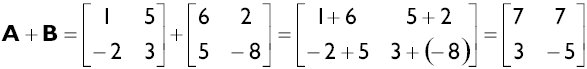 A + B = [1 5; -2 3] + [6 2; 5 -8] = [1+6 5+2; -2+5 3+(-8)] = [7 7; 3 -5]